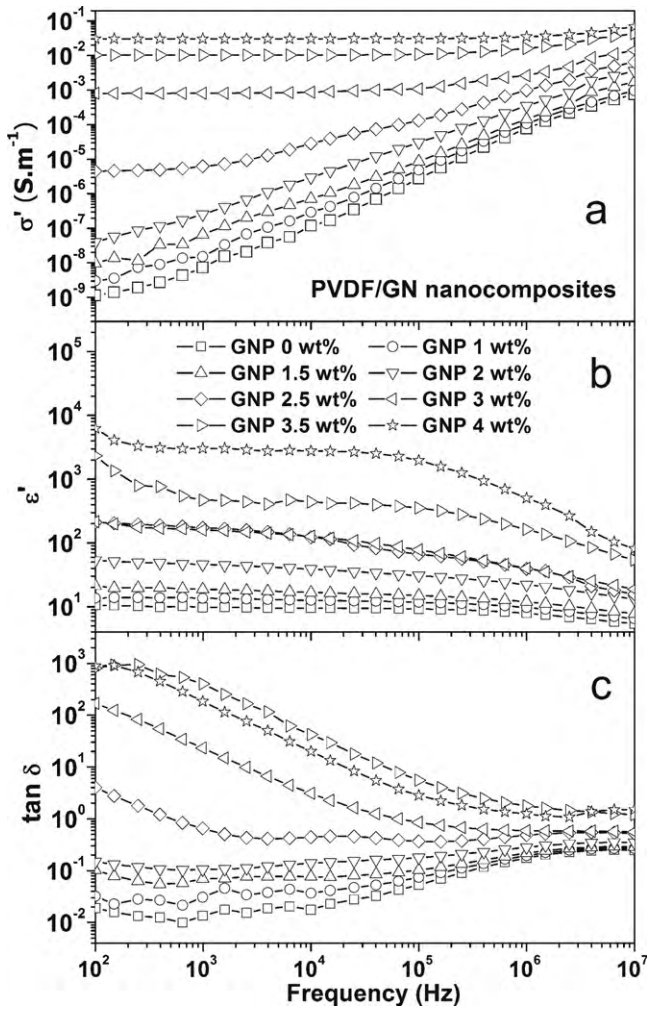 10⁻¹
10⁻²
10⁻³
10⁻⁴
10⁻⁵
10⁻⁶
10⁻⁷
10⁻⁸
10⁻⁹
σ' (S.m⁻¹)
a
PVDF/GN nanocomposites
10⁵
10⁴
10³
10²
10¹
ε'
b
GNP 0 wt% GNP 1 wt%
GNP 1.5 wt% GNP 2 wt%
GNP 2.5 wt% GNP 3 wt%
GNP 3.5 wt% GNP 4 wt%
10³
10²
10¹
10⁰
10⁻¹
10⁻²
tan δ
c
10² 10³ 10⁴ 10⁵ 10⁶ 10⁷
Frequency (Hz)